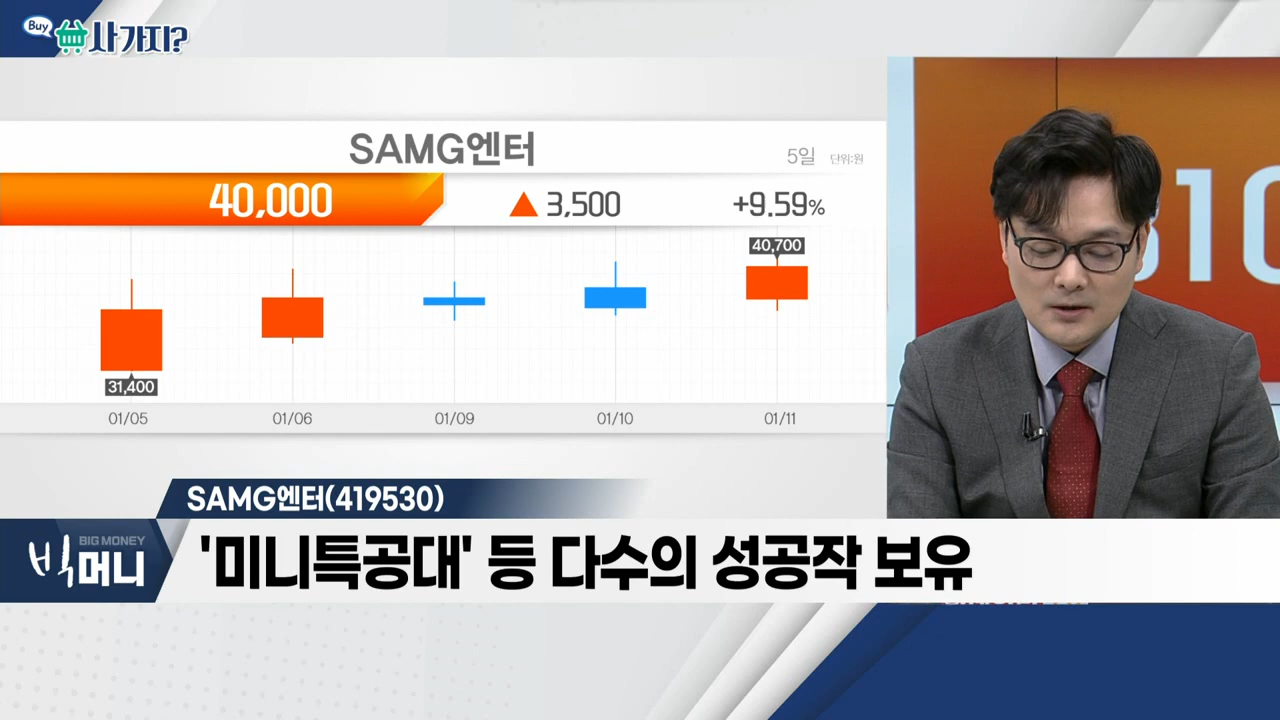 Buy
사가지?
SAMG엔터
5일 단위:원
40,000 ▲ 3,500 +9.59%
40,700
31,400
01/05 01/06 01/09 01/10 01/11
310
SAMG엔터(419530)
BIG MONEY
빅머니
'미니특공대' 등 다수의 성공작 보유